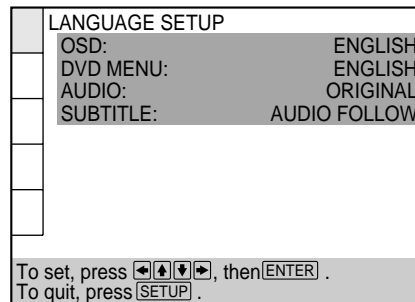 LANGUAGE SETUP
OSD: ENGLISH
DVD MENU: ENGLISH
AUDIO: ORIGINAL
SUBTITLE: AUDIO FOLLOW
To set, press ←↑↓→, then ENTER .
To quit, press SETUP .